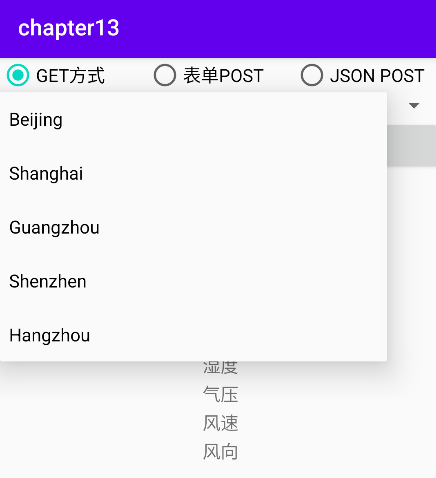 chapter13
GET方式 表单POST JSON POST
Beijing
Shanghai
Guangzhou
Shenzhen
Hangzhou
湿度
气压
风速
风向